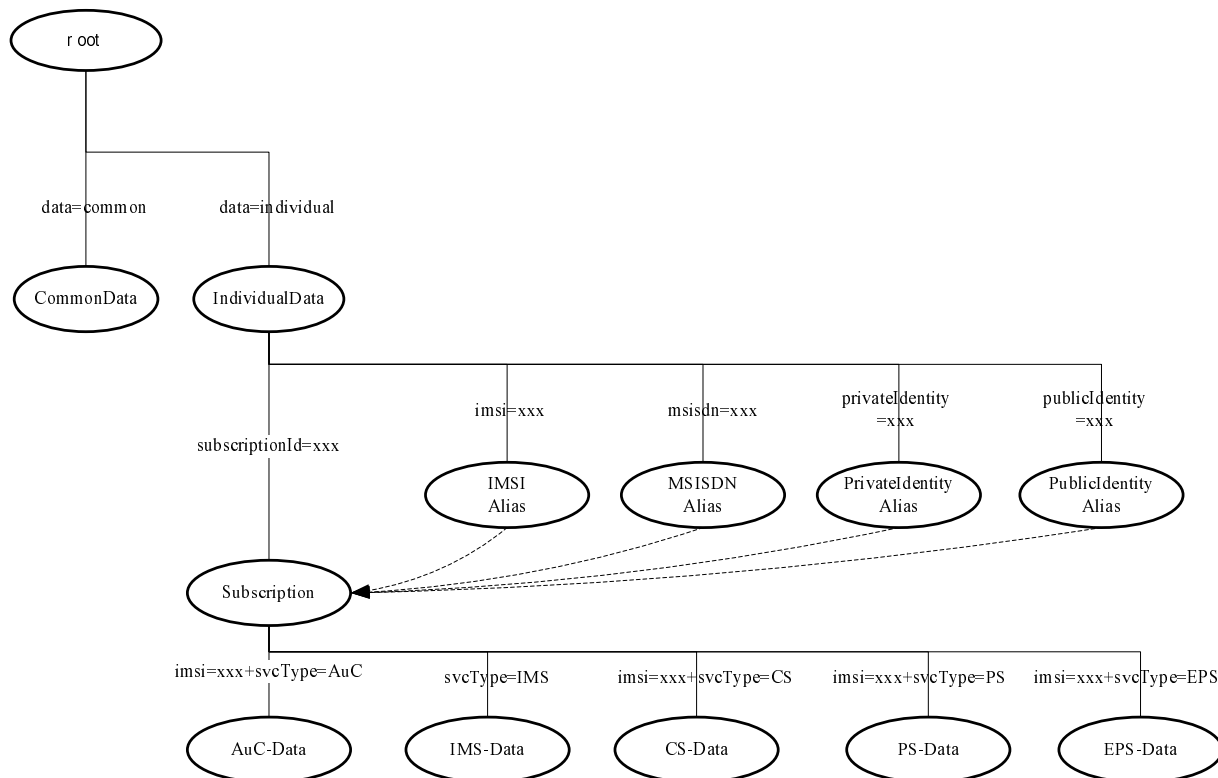 r oot
data=common
data=individual
CommonData
IndividualData
imsi=xxx
msisdn=xxx
privateIdentity
=xxx
publicIdentity
=xxx
subscriptionId=xxx
IMSI
Alias
MSISDN
Alias
PrivateIdentity
Alias
PublicIdentity
Alias
Subscription
imsi=xxx+svcType=AuC
svcType=IMS
imsi=xxx+svcType=CS
imsi=xxx+svcType=PS
imsi=xxx+svcType=EPS
AuC-Data
IMS-Data
CS-Data
PS-Data
EPS-Data